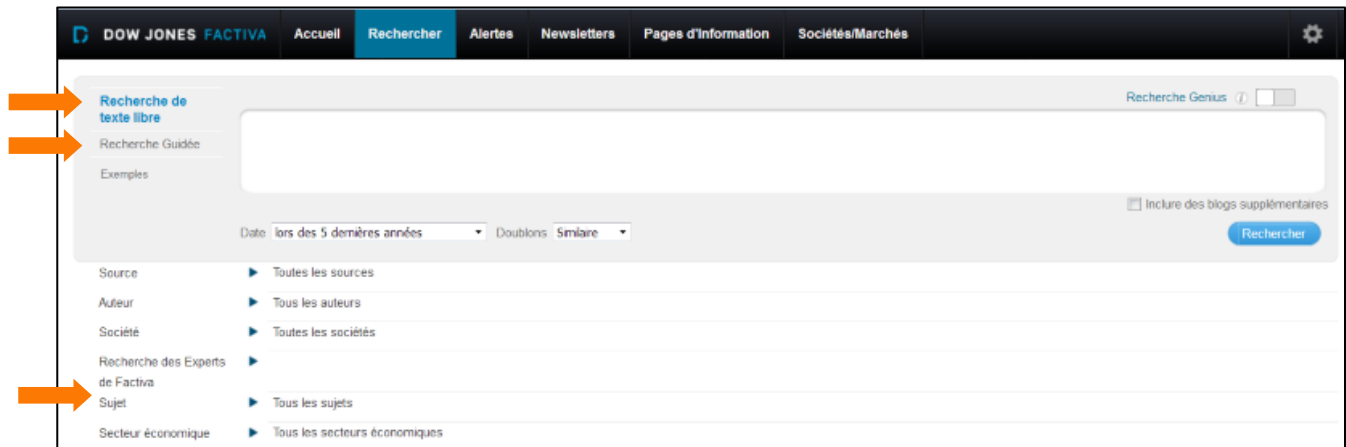 DOW JONES FACTIVA Accueil Rechercher Alertes Newsletters Pages d'Information Sociétés/Marchés
Recherche de
texte libre
Recherche Genius i
Recherche Guidée
Exemples
Inclure des blogs supplémentaires
Date lors des 5 dernières années Doublons Similaire
Rechercher
Source Toutes les sources
Auteur Tous les auteurs
Société Toutes les sociétés
Recherche des Experts
de Factiva
Sujet Tous les sujets
Secteur économique Tous les secteurs économiques